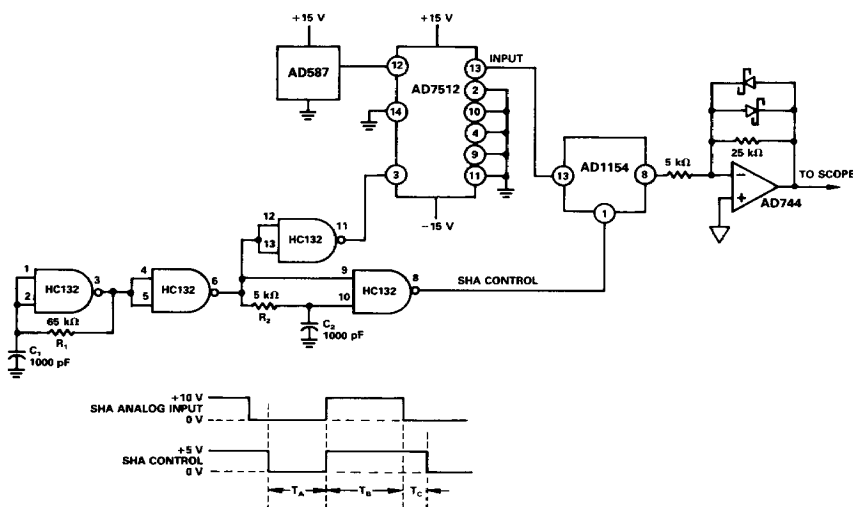 +15 V
+15 V
AD587
12
13
INPUT
AD7512
2
14
10
4
9
3
11
-15 V
25 kΩ
AD1154
13
8
5 kΩ
−
+
AD744
TO SCOPE
1
12
13
HC132
11
1
2
HC132
3
4
5
HC132
6
9
10
HC132
8
SHA CONTROL
5 kΩ
R2
C2
1000 pF
65 kΩ
R1
C1
1000 pF
+10 V
SHA ANALOG INPUT
0 V
+5 V
SHA CONTROL
0 V
TA
TB
TC